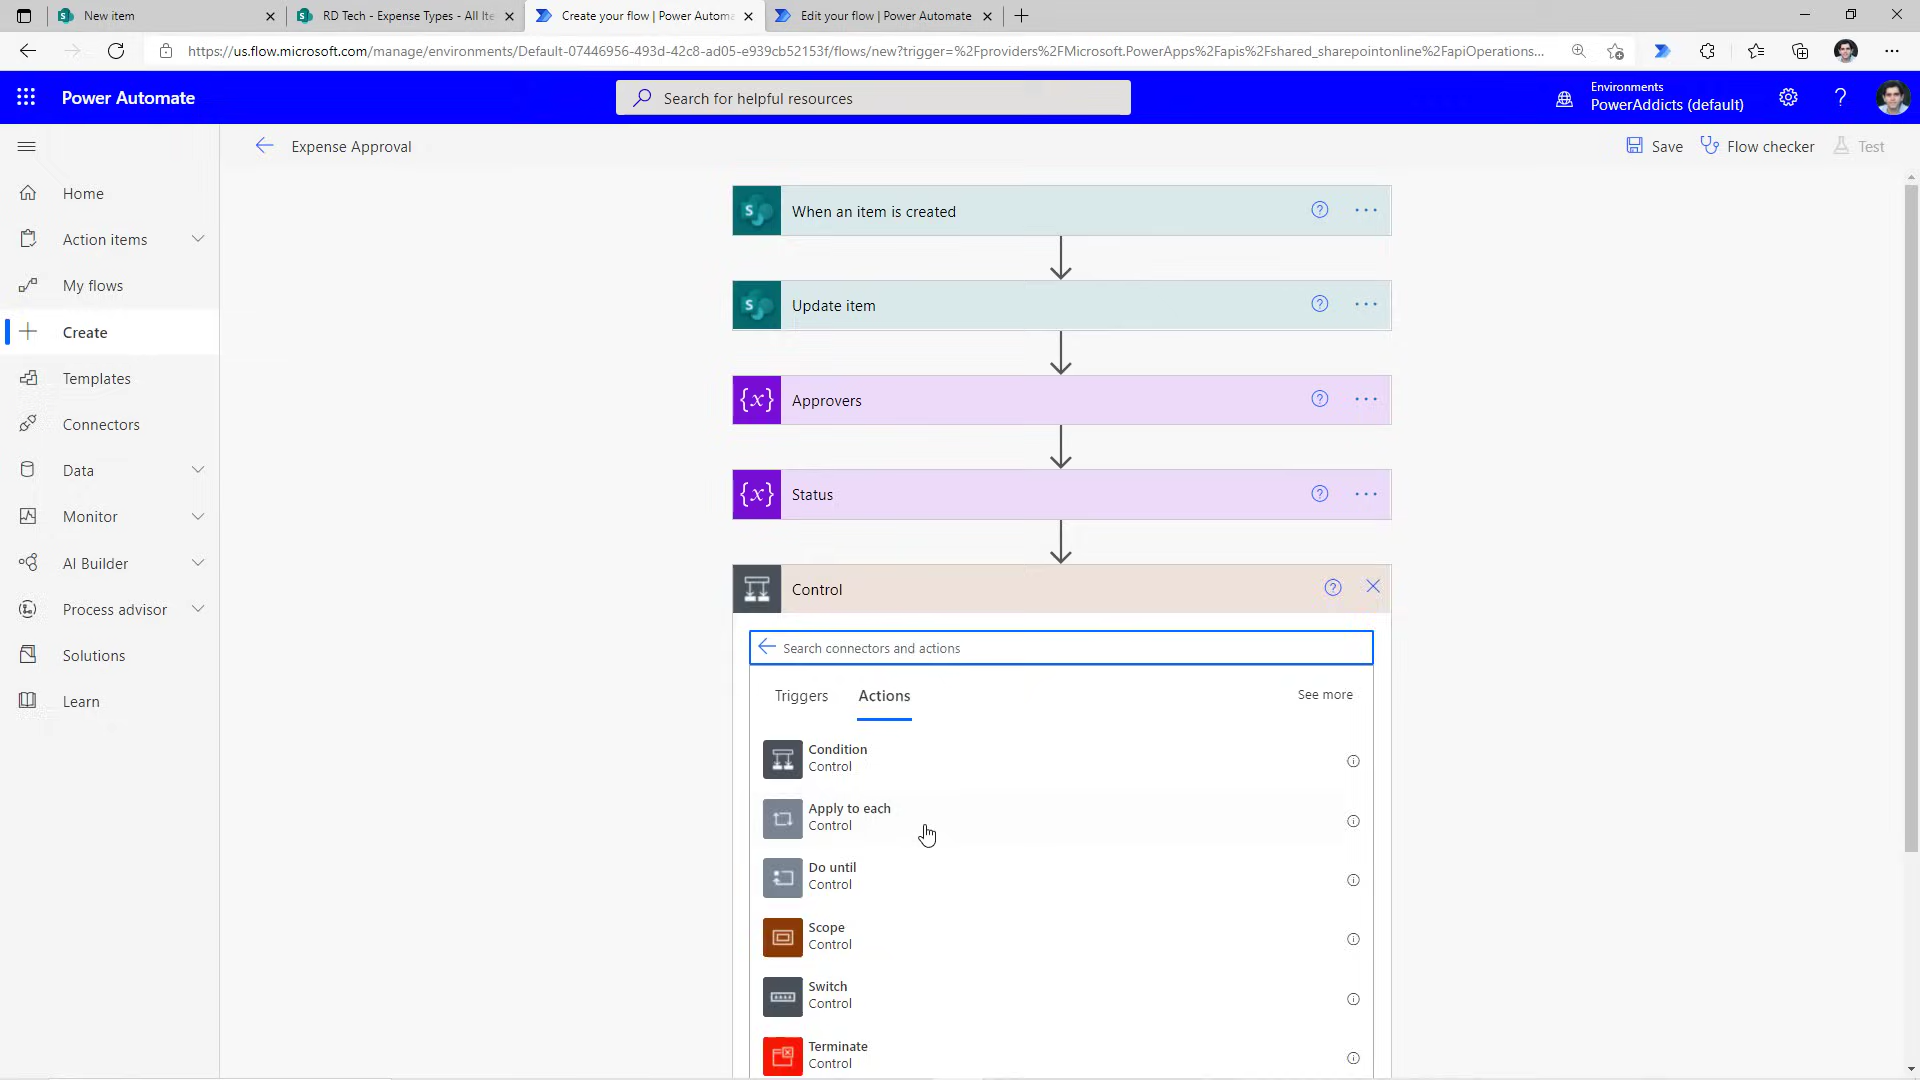 New item
RD Tech - Expense Types - All Ite
Create your flow | Power Automa
Edit your flow | Power Automate
https://us.flow.microsoft.com/manage/environments/Default-07446956-493d-42c8-ad05-e939cb52153f/flows/new?trigger=%2Fproviders%2FMicrosoft.PowerApps%2Fapis%2Fshared_sharepointonline%2FapiOperations...
Power Automate
Search for helpful resources
Environments
PowerAddicts (default)
Expense Approval
Save
Flow checker
Test
Home
Action items
My flows
Create
Templates
Connectors
Data
Monitor
AI Builder
Process advisor
Solutions
Learn
When an item is created
Update item
{x} Approvers
{x} Status
Control
Search connectors and actions
Triggers
Actions
See more
Condition
Control
Apply to each
Control
Do until
Control
Scope
Control
Switch
Control
Terminate
Control